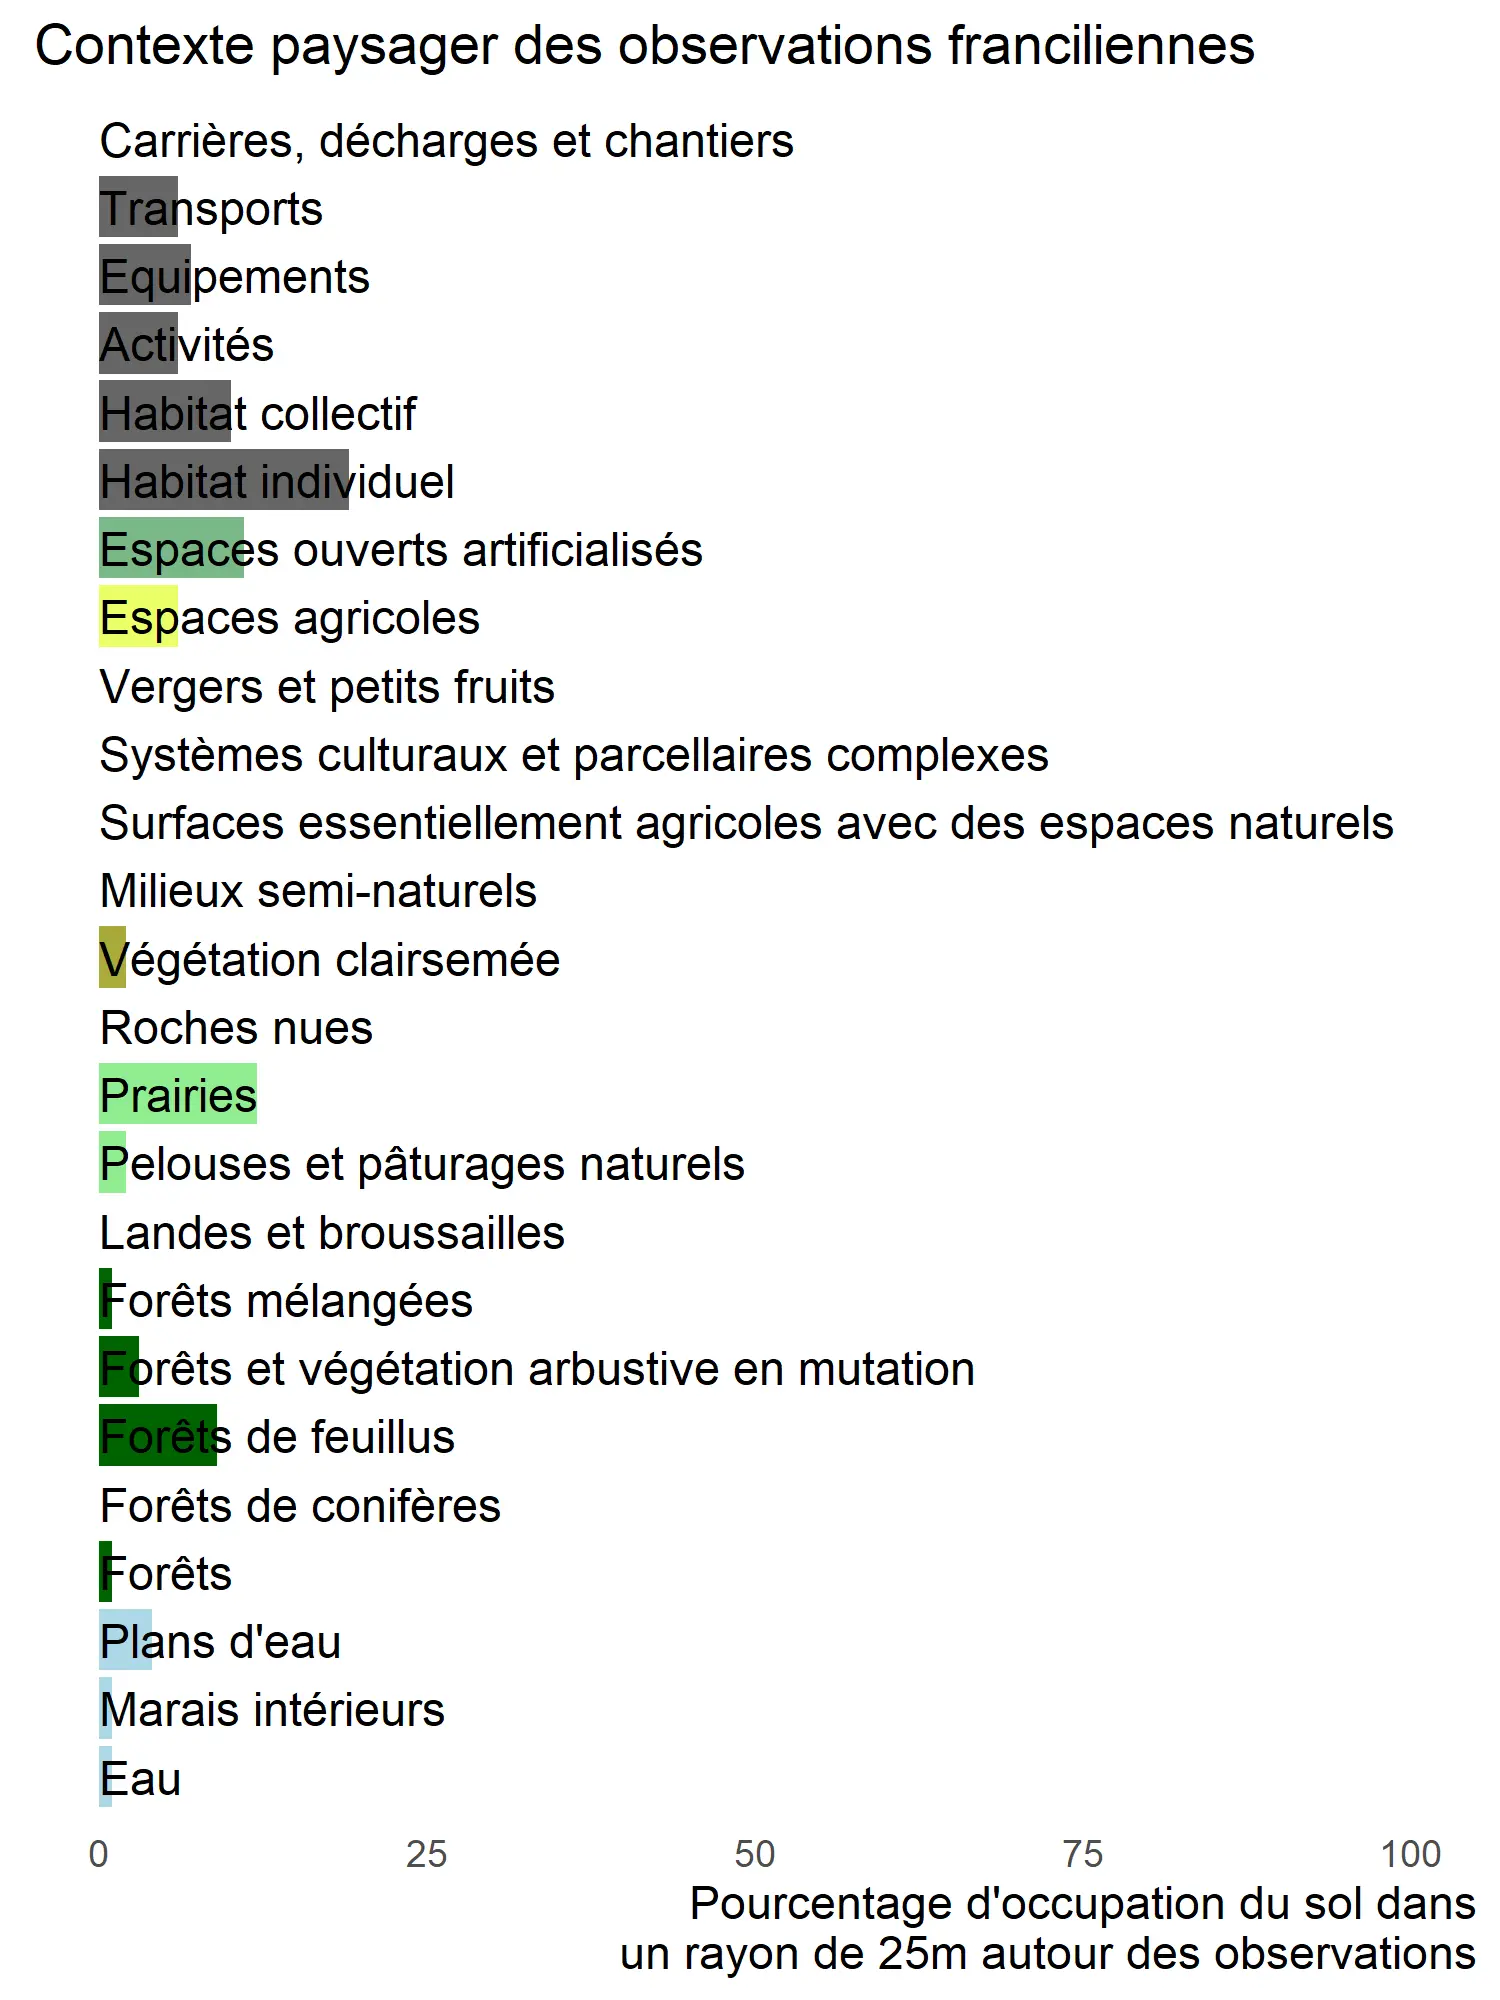 Contexte paysager des observations franciliennes
Carrières, décharges et chantiers
Transports
Equipements
Activités
Habitat collectif
Habitat individuel
Espaces ouverts artificialisés
Espaces agricoles
Vergers et petits fruits
Systèmes culturaux et parcellaires complexes
Surfaces essentiellement agricoles avec des espaces naturels
Milieux semi-naturels
Végétation clairsemée
Roches nues
Prairies
Pelouses et pâturages naturels
Landes et broussailles
Forêts mélangées
Forêts et végétation arbustive en mutation
Forêts de feuillus
Forêts de conifères
Forêts
Plans d'eau
Marais intérieurs
Eau
0 25 50 75 100
Pourcentage d'occupation du sol dans
un rayon de 25m autour des observations